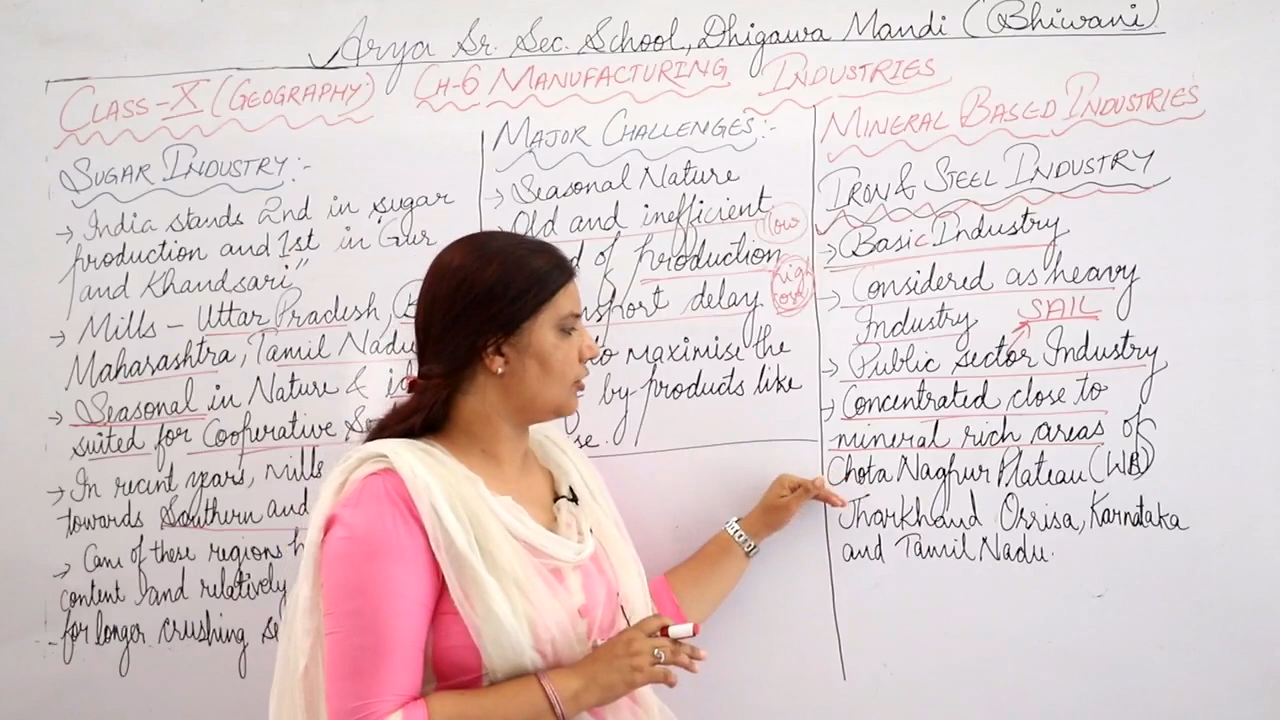 Arya Sr. Sec. School, Dhigawa Mandi (Bhiwani)
CLASS-X (GEOGRAPHY)
CH-6 MANUFACTURING INDUSTRIES
SUGAR INDUSTRY:-
→ India stands 2nd in sugar
production and 1st in Gur
and Khandsari"
→ Mills - Uttar Pradesh,
Maharashtra, Tamil Nadu
→ Seasonal in Nature &
suited for Cooperative
→ In recent years, Mills
towards Southern and
→ Cane of these regions
content and relatively
for longer crushing
MAJOR CHALLENGES:-
→ Seasonal Nature
Old and inefficient
of production
low
transport delay
high
maximise the
by-products like
MINERAL BASED INDUSTRIES
IRON & STEEL INDUSTRY
→ Basic Industry
→ Considered as heavy
Industry
SAIL
→ Public sector Industry
→ Concentrated close to
mineral rich areas of
Chota Nagpur Plateau (WB)
Jharkhand Orrisa, Karnataka
and Tamil Nadu.